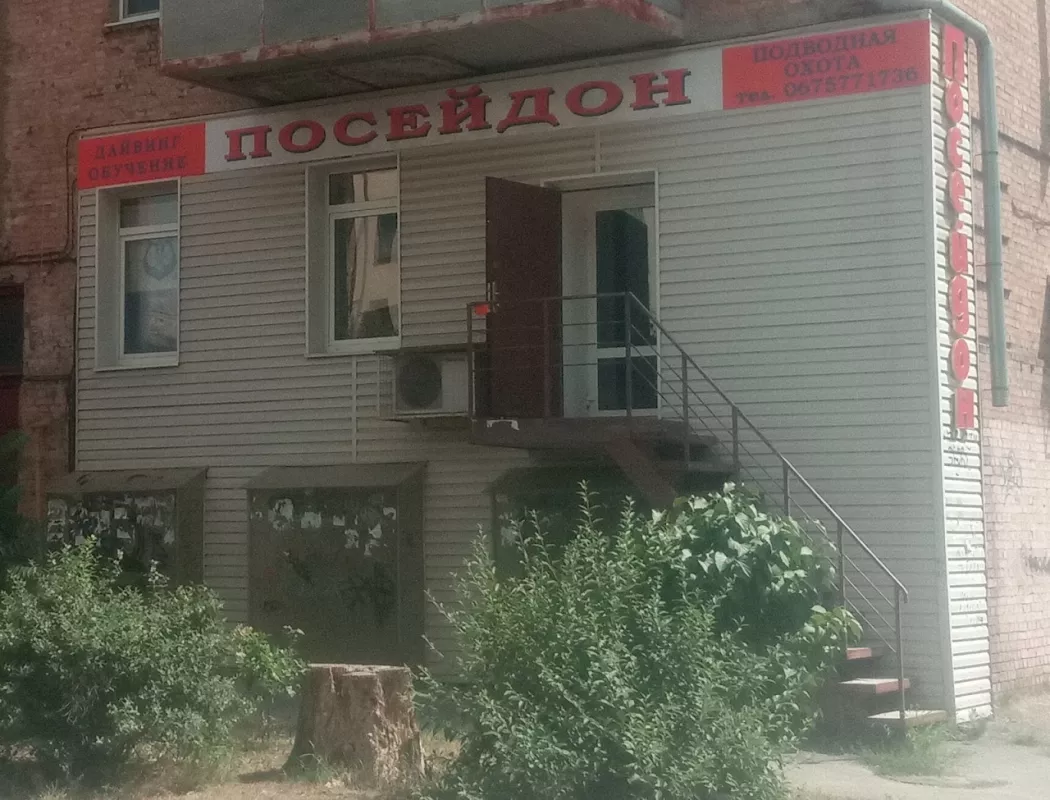 ДАЙВИНГ
ОБУЧЕНИЕ
ПОСЕЙДОН
ПОДВОДНАЯ
ОХОТА
тел. 0675771736
Посейдон